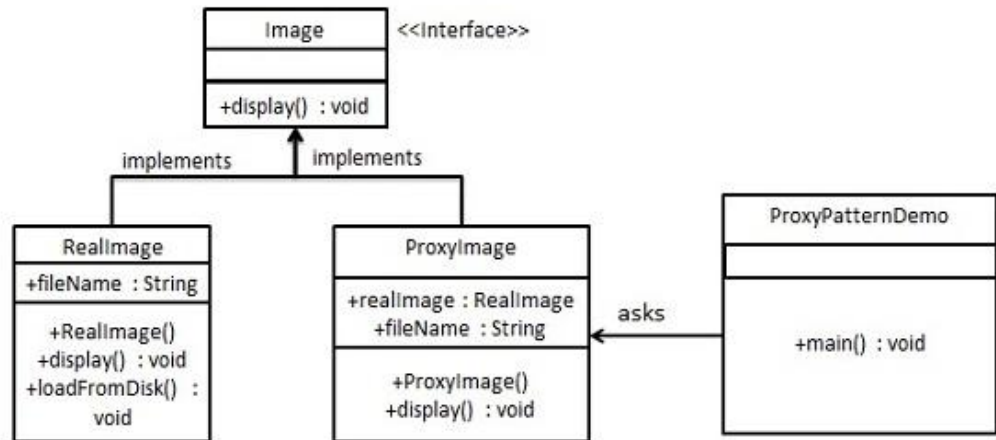 Image
<<Interface>>
+display() : void
implements
implements
RealImage
+fileName : String
+RealImage()
+display() : void
+loadFromDisk() :
void
ProxyImage
+realImage : RealImage
+fileName : String
+ProxyImage()
+display() : void
asks
ProxyPatternDemo
+main() : void